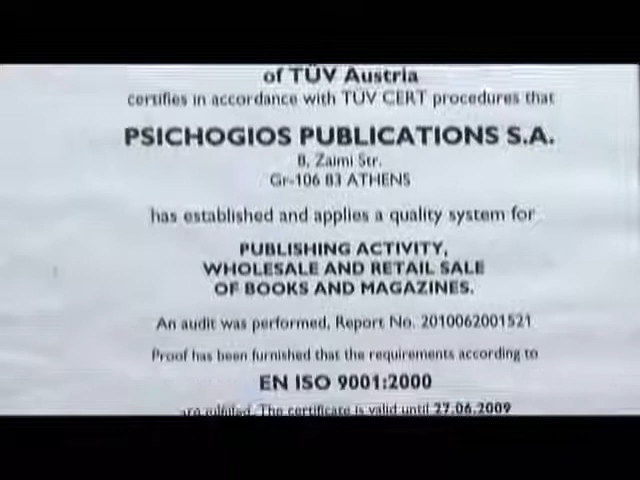 of TÜV Austria
certifies in accordance with TÜV CERT procedures that
PSICHOGIOS PUBLICATIONS S.A.
8, Zaimi Str.
Gr-106 83 ATHENS
has established and applies a quality system for
PUBLISHING ACTIVITY,
WHOLESALE AND RETAIL SALE
OF BOOKS AND MAGAZINES.
An audit was performed, Report No. 2010062001521
Proof has been furnished that the requirements according to
EN ISO 9001:2000
are fulfilled. The certificate is valid until 27.06.2009